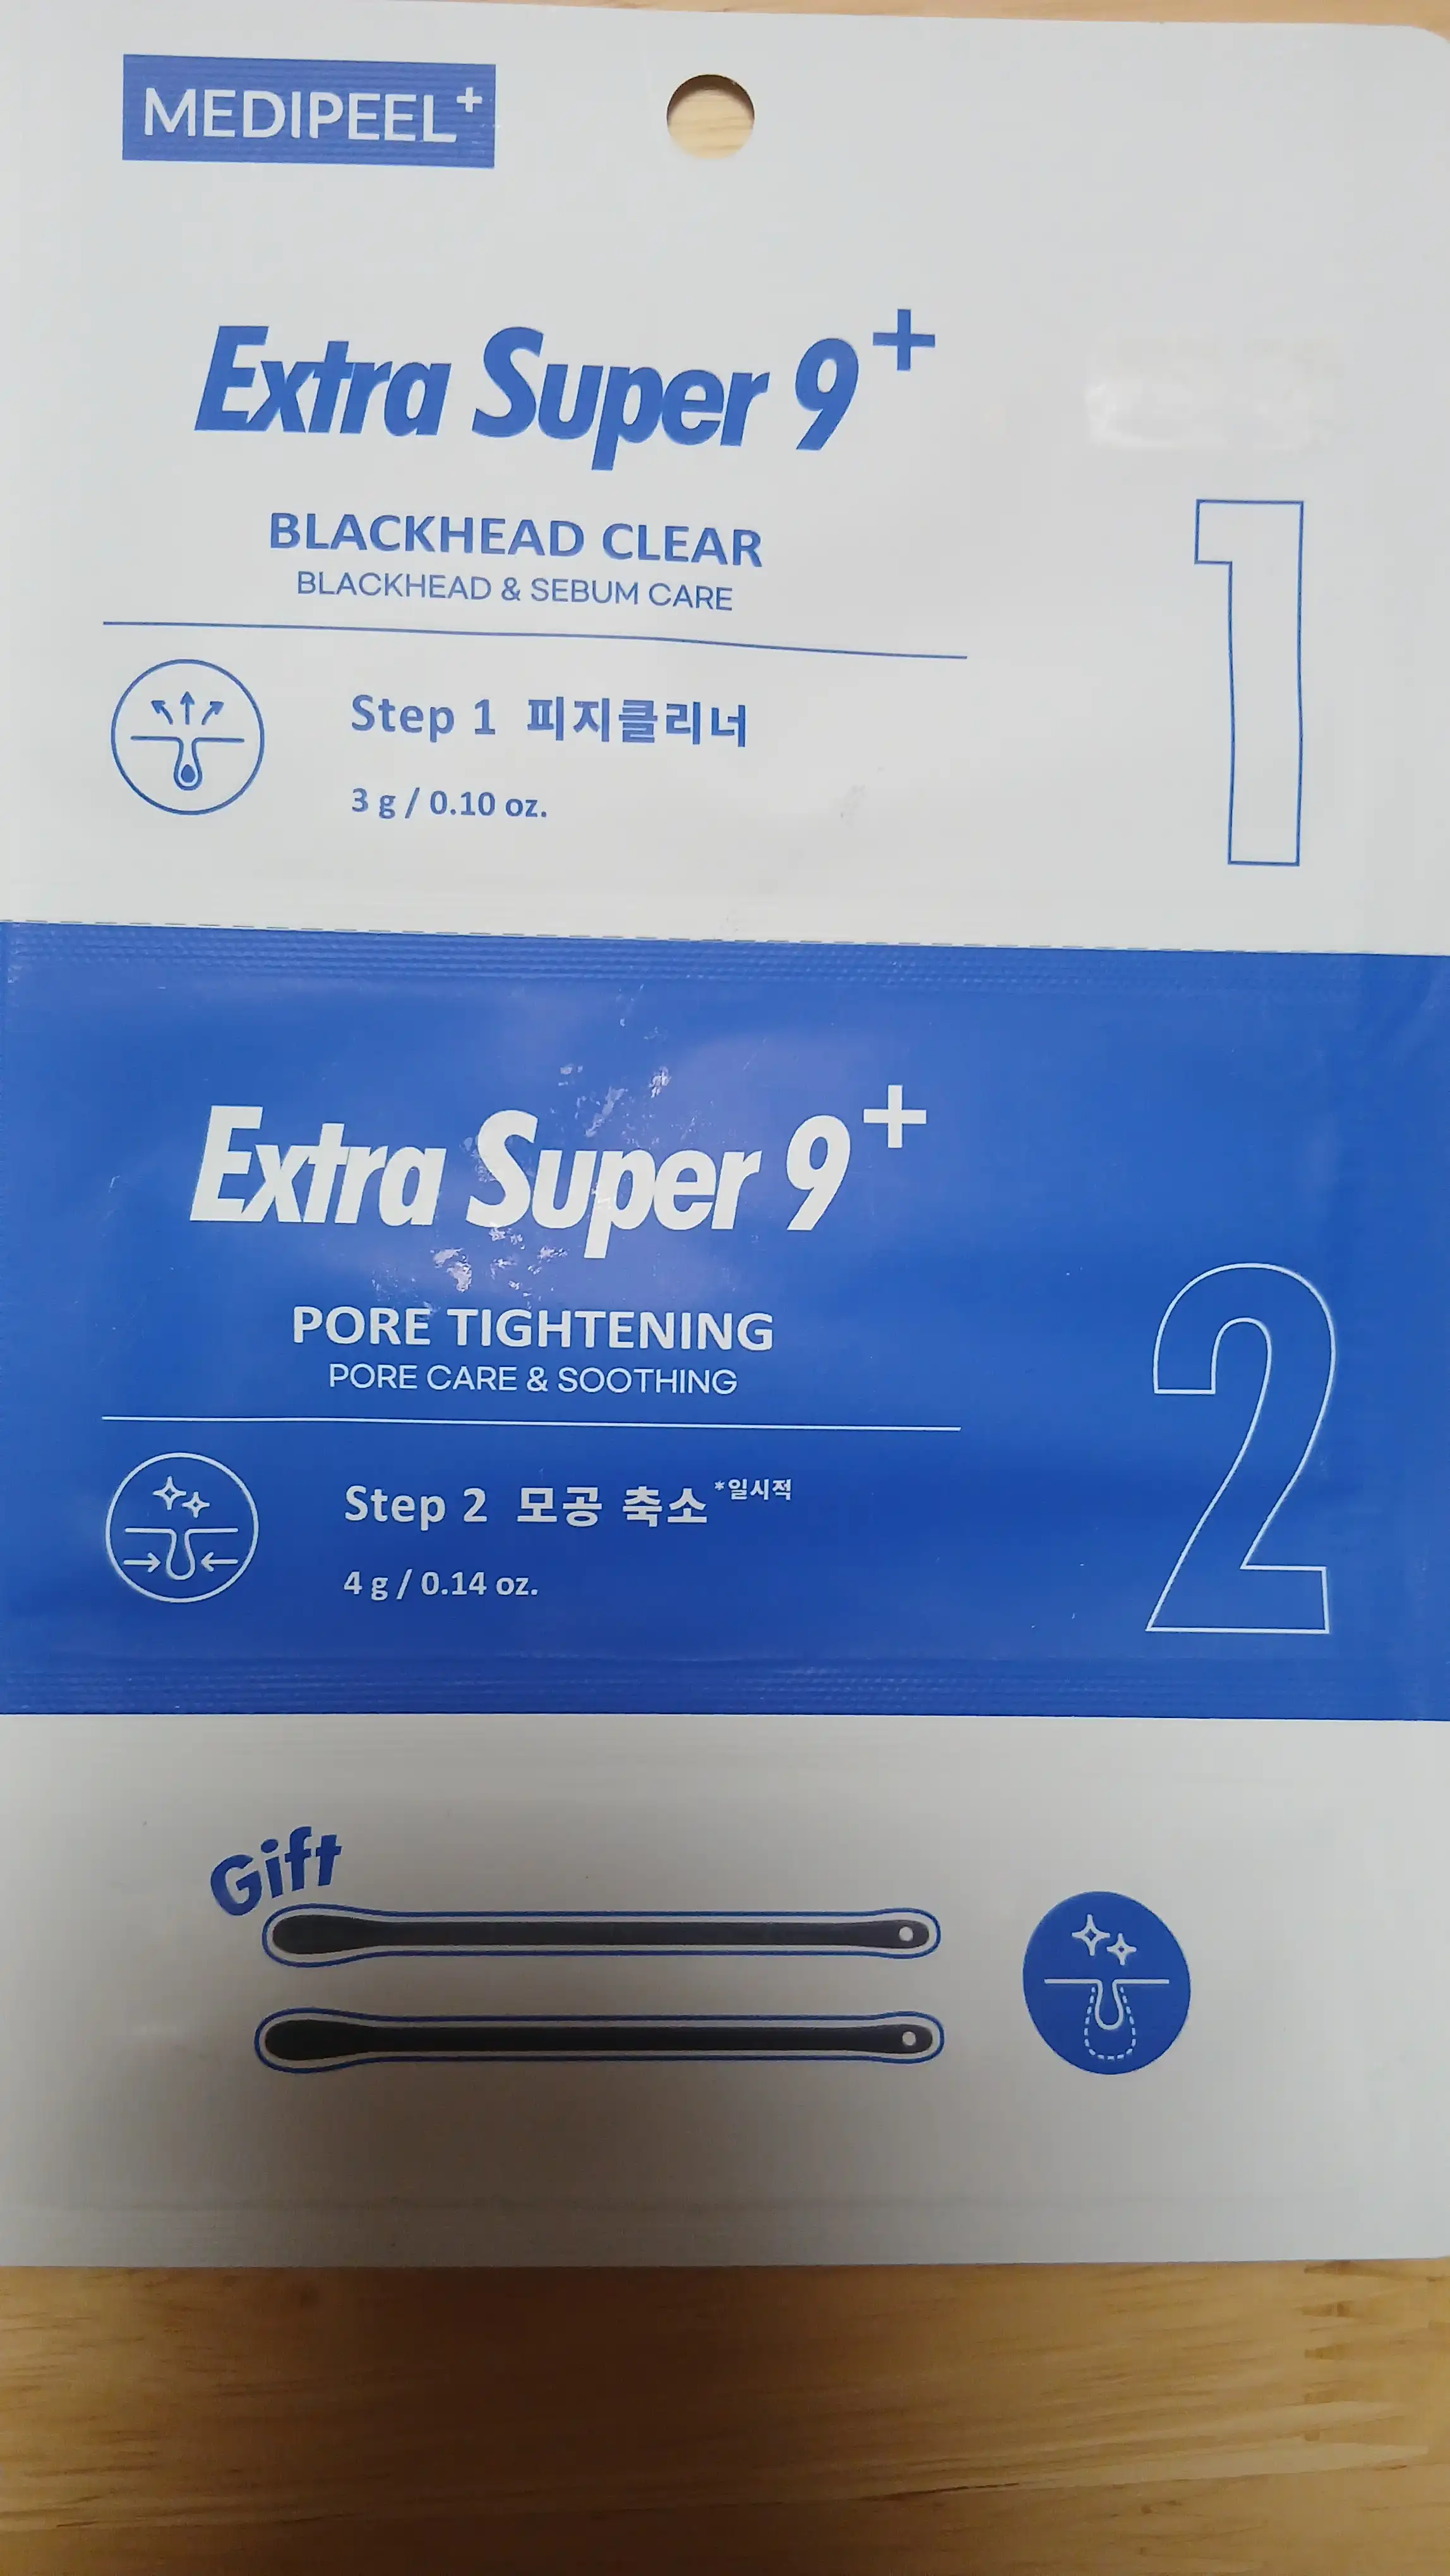 MEDIPEEL+
Extra Super 9+
BLACKHEAD CLEAR
BLACKHEAD & SEBUM CARE
Step 1 피지클리너
3 g / 0.10 oz.
1
Extra Super 9+
PORE TIGHTENING
PORE CARE & SOOTHING
Step 2 모공 축소 *일시적
4 g / 0.14 oz.
2
Gift